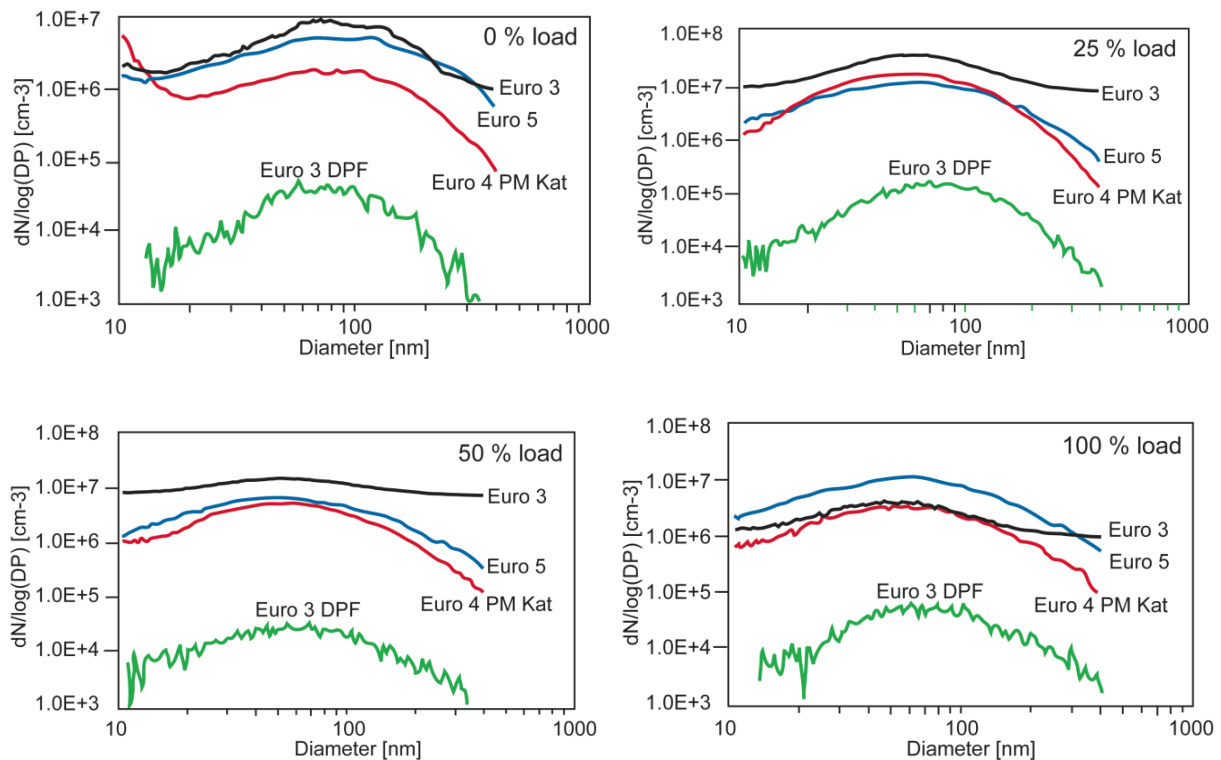 0 % load
dN/log(DP) [cm-3]
1.0E+7
1.0E+6
1.0E+5
1.0E+4
1.0E+3
Euro 3
Euro 5
Euro 4 PM Kat
Euro 3 DPF
10
100
1000
Diameter [nm]
25 % load
dN/log(DP) [cm-3]
1.0E+8
1.0E+7
1.0E+6
1.0E+5
1.0E+4
1.0E+3
Euro 3
Euro 5
Euro 4 PM Kat
Euro 3 DPF
10
100
1000
Diameter [nm]
50 % load
dN/log(DP) [cm-3]
1.0E+8
1.0E+7
1.0E+6
1.0E+5
1.0E+4
1.0E+3
Euro 3
Euro 5
Euro 4 PM Kat
Euro 3 DPF
10
100
1000
Diameter [nm]
100 % load
dN/log(DP) [cm-3]
1.0E+8
1.0E+7
1.0E+6
1.0E+5
1.0E+4
1.0E+3
Euro 3
Euro 5
Euro 4 PM Kat
Euro 3 DPF
10
100
1000
Diameter [nm]